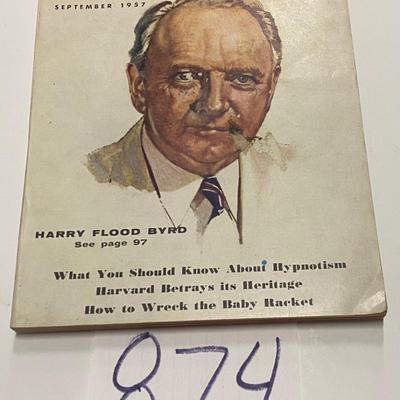 SEPTEMBER 1957
HARRY FLOOD BYRD
See page 97
What You Should Know About Hypnotism
Harvard Betrays its Heritage
How to Wreck the Baby Racket
874